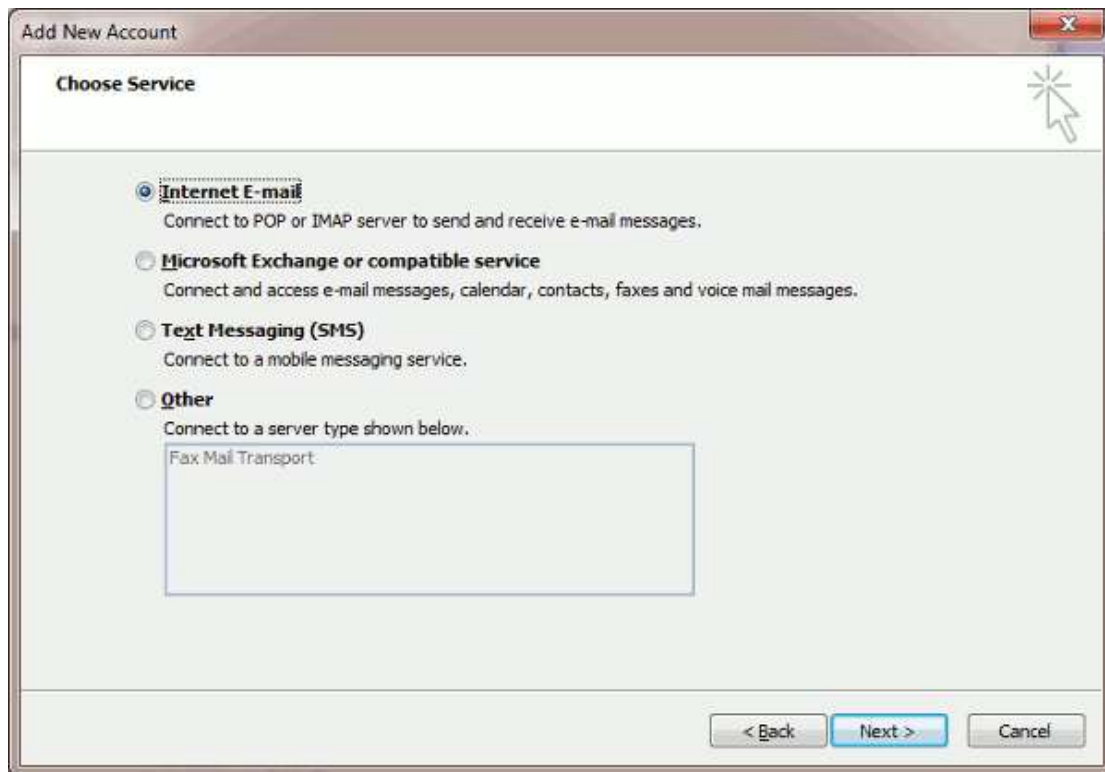 Add New Account
Choose Service
Internet E-mail
Connect to POP or IMAP server to send and receive e-mail messages.
Microsoft Exchange or compatible service
Connect and access e-mail messages, calendar, contacts, faxes and voice mail messages.
Text Messaging (SMS)
Connect to a mobile messaging service.
Other
Connect to a server type shown below.
Fax Mail Transport
< Back Next > Cancel